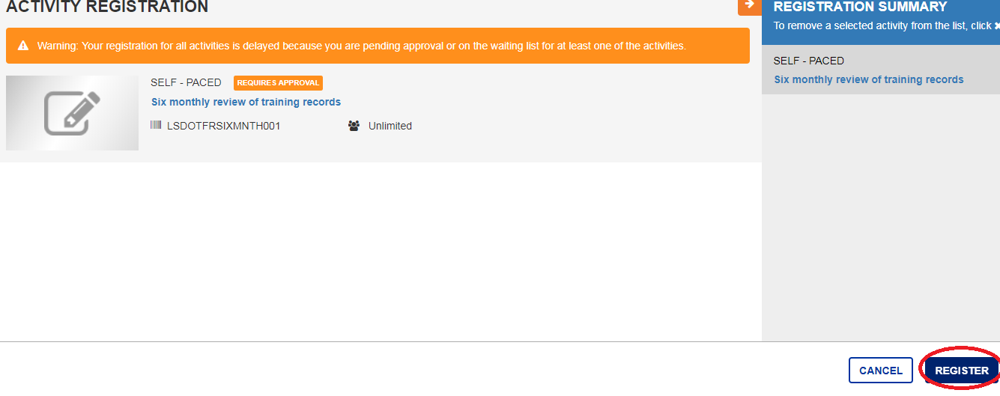 ACTIVITY REGISTRATION
Warning: Your registration for all activities is delayed because you are pending approval or on the waiting list for at least one of the activities.
SELF - PACED REQUIRES APPROVAL
Six monthly review of training records
LSDOTFRSIXMNTH001 Unlimited
REGISTRATION SUMMARY
To remove a selected activity from the list, click
SELF - PACED
Six monthly review of training records
CANCEL REGISTER